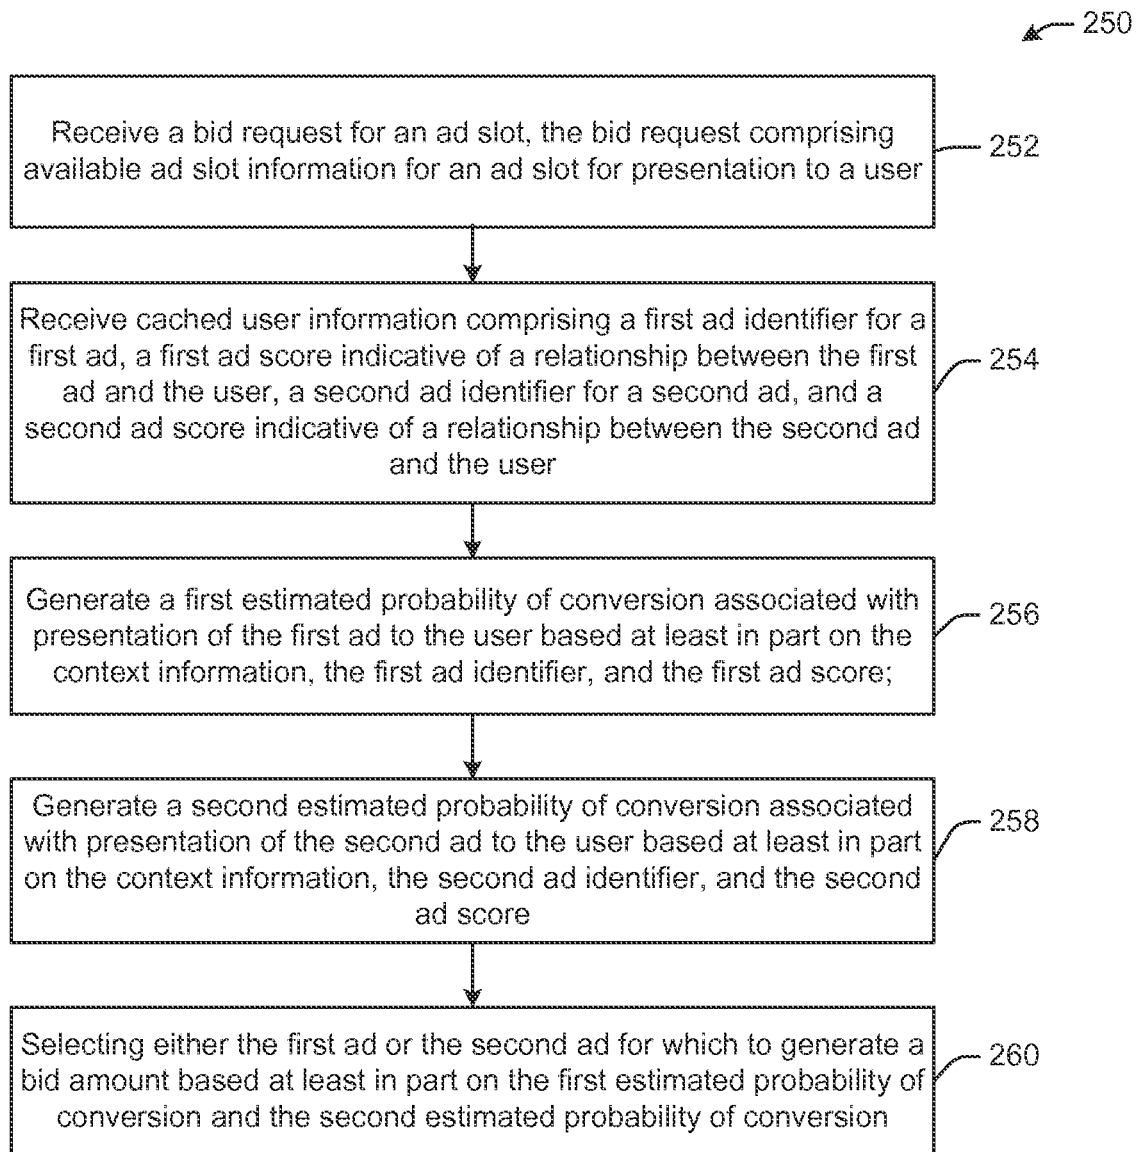 250
Receive a bid request for an ad slot, the bid request comprising
available ad slot information for an ad slot for presentation to a user
252
Receive cached user information comprising a first ad identifier for a
first ad, a first ad score indicative of a relationship between the first
ad and the user, a second ad identifier for a second ad, and a
second ad score indicative of a relationship between the second ad
and the user
254
Generate a first estimated probability of conversion associated with
presentation of the first ad to the user based at least in part on the
context information, the first ad identifier, and the first ad score;
256
Generate a second estimated probability of conversion associated
with presentation of the second ad to the user based at least in part
on the context information, the second ad identifier, and the second
ad score
258
Selecting either the first ad or the second ad for which to generate a
bid amount based at least in part on the first estimated probability of
conversion and the second estimated probability of conversion
260